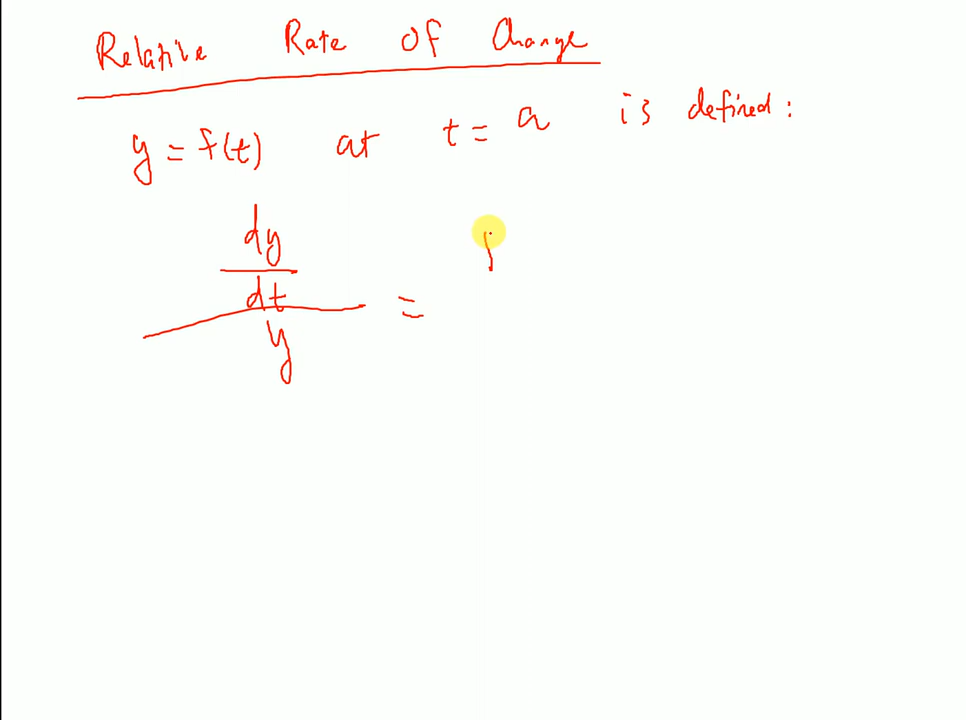 Relative Rate Of Change
y = f(t) at t = a is defined:
dy
dt
y
=